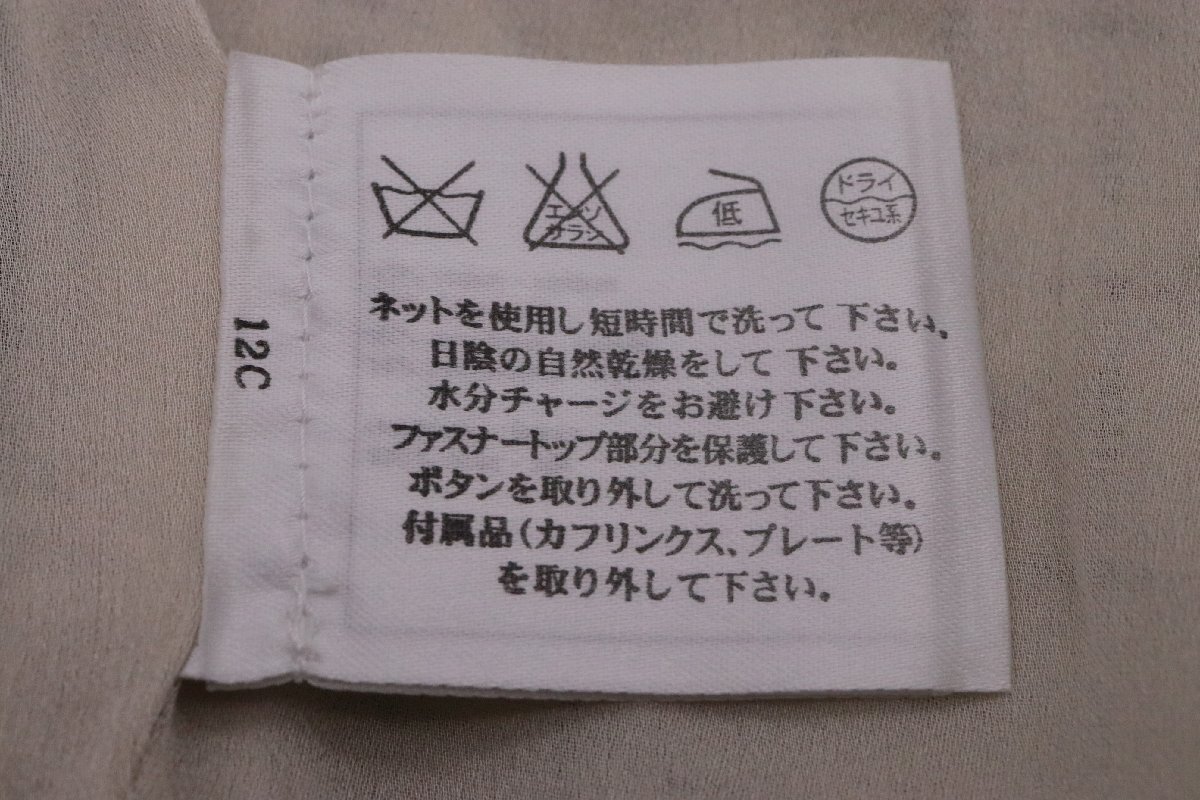 エンソ
サラシ
低
ドライ
セキユ系
ネットを使用し短時間で洗って下さい。
日陰の自然乾燥をして下さい。
水分チャージをお避け下さい。
ファスナートップ部分を保護して下さい。
ボタンを取り外して洗って下さい。
付属品(カフリンクス、プレート等)
を取り外して下さい。
12C